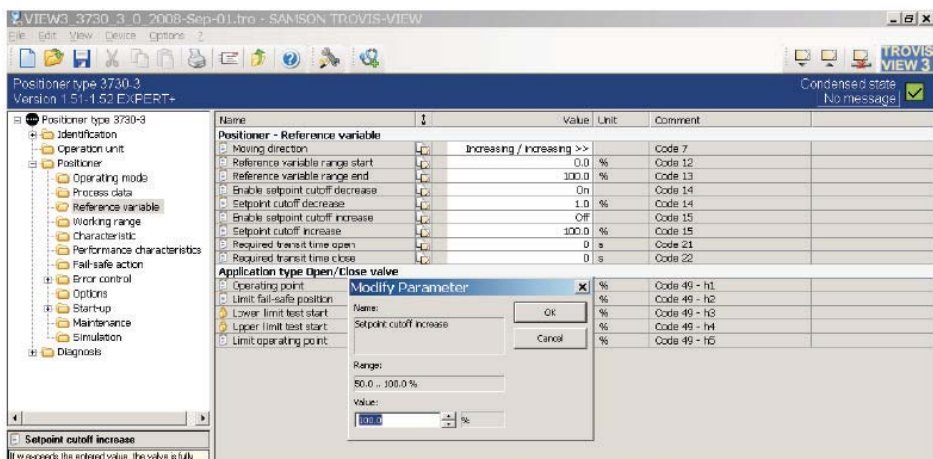 VIEW3_3730_3_0_2008-Sep-01.tro - SAMSON TROVIS-VIEW
File Edit View Device Options ?
TROVIS
VIEW 3
Positioner type 3730-3
Version 1.51-1.52 EXPERT+
Condensed state
No message
Positioner type 3730-3
Identification
Operation unit
Positioner
Operating mode
Process data
Reference variable
Working range
Characteristic
Performance characteristics
Fail-safe action
Error control
Options
Start-up
Maintenance
Simulation
Diagnosis
Name Value Unit Comment
Positioner - Reference variable
Moving direction Increasing / increasing >> Code 7
Reference variable range start 0.0 % Code 12
Reference variable range end 100.0 % Code 13
Enable setpoint cutoff decrease On Code 14
Setpoint cutoff decrease 1.0 % Code 14
Enable setpoint cutoff increase Off Code 15
Setpoint cutoff increase 100.0 % Code 15
Required transit time open 0 s Code 21
Required transit time close 0 s Code 22
Application type Open/Close valve
Operating point % Code 49 - h1
Limit fail-safe position % Code 49 - h2
Lower limit test start % Code 49 - h3
Upper limit test start % Code 49 - h4
Limit operating point % Code 49 - h5
Modify Parameter
Name:
Setpoint cutoff increase
OK
Cancel
Range:
50.0 .. 100.0 %
Value:
100.0 %
Setpoint cutoff increase
If w exceeds the entered value, the valve is fully